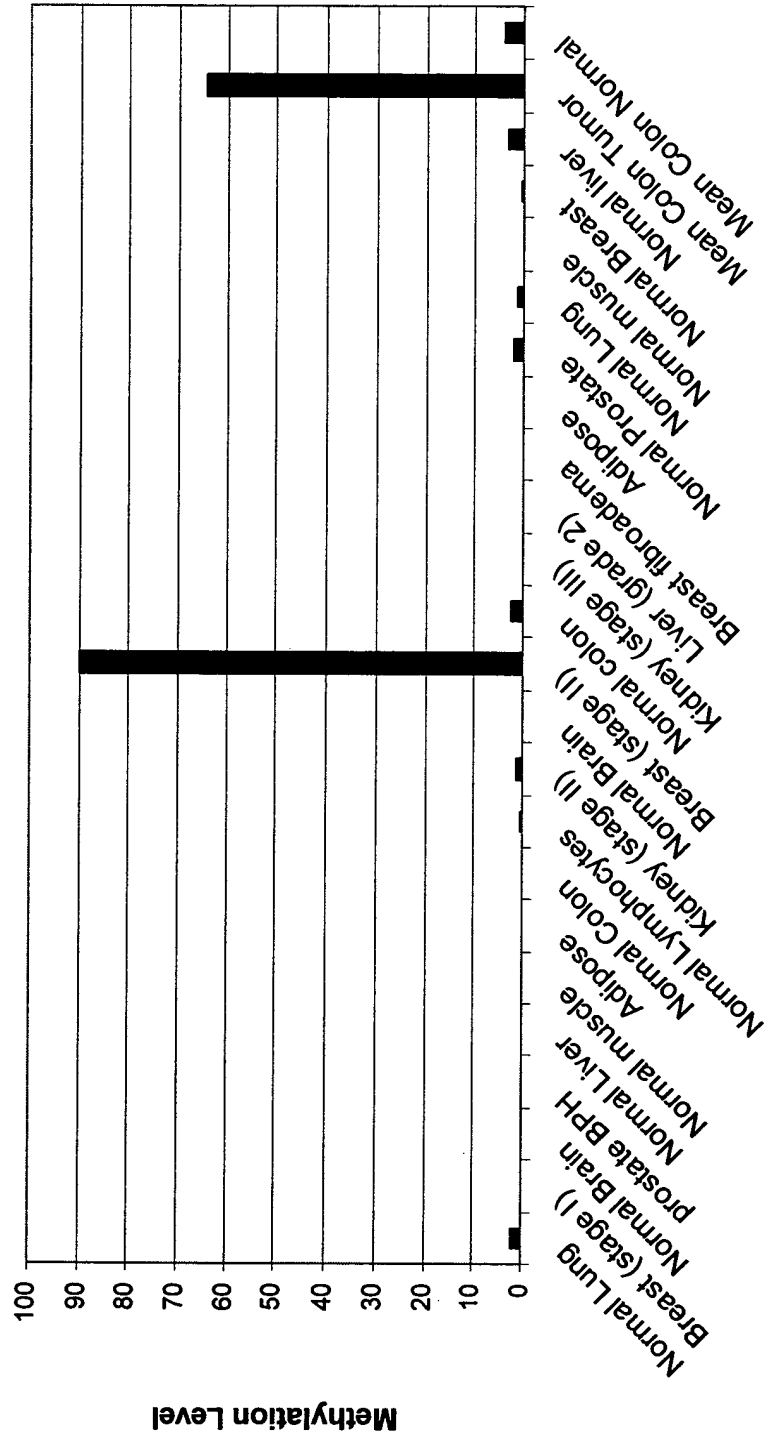 Methylation Level
100
90
80
70
60
50
40
30
20
10
0
Normal Lung
Breast (stage I)
Normal Brain
prostate BPH
Normal Liver
Normal muscle
Adipose
Normal Colon
Normal Lymphocytes
Kidney (stage II)
Normal Brain
Breast (stage II)
Normal colon
Kidney (stage III)
Liver (grade 2)
Breast fibroadema
Adipose
Normal Prostate
Normal Lung
Normal muscle
Normal Breast
Normal liver
Mean Colon Tumor
Mean Colon Normal